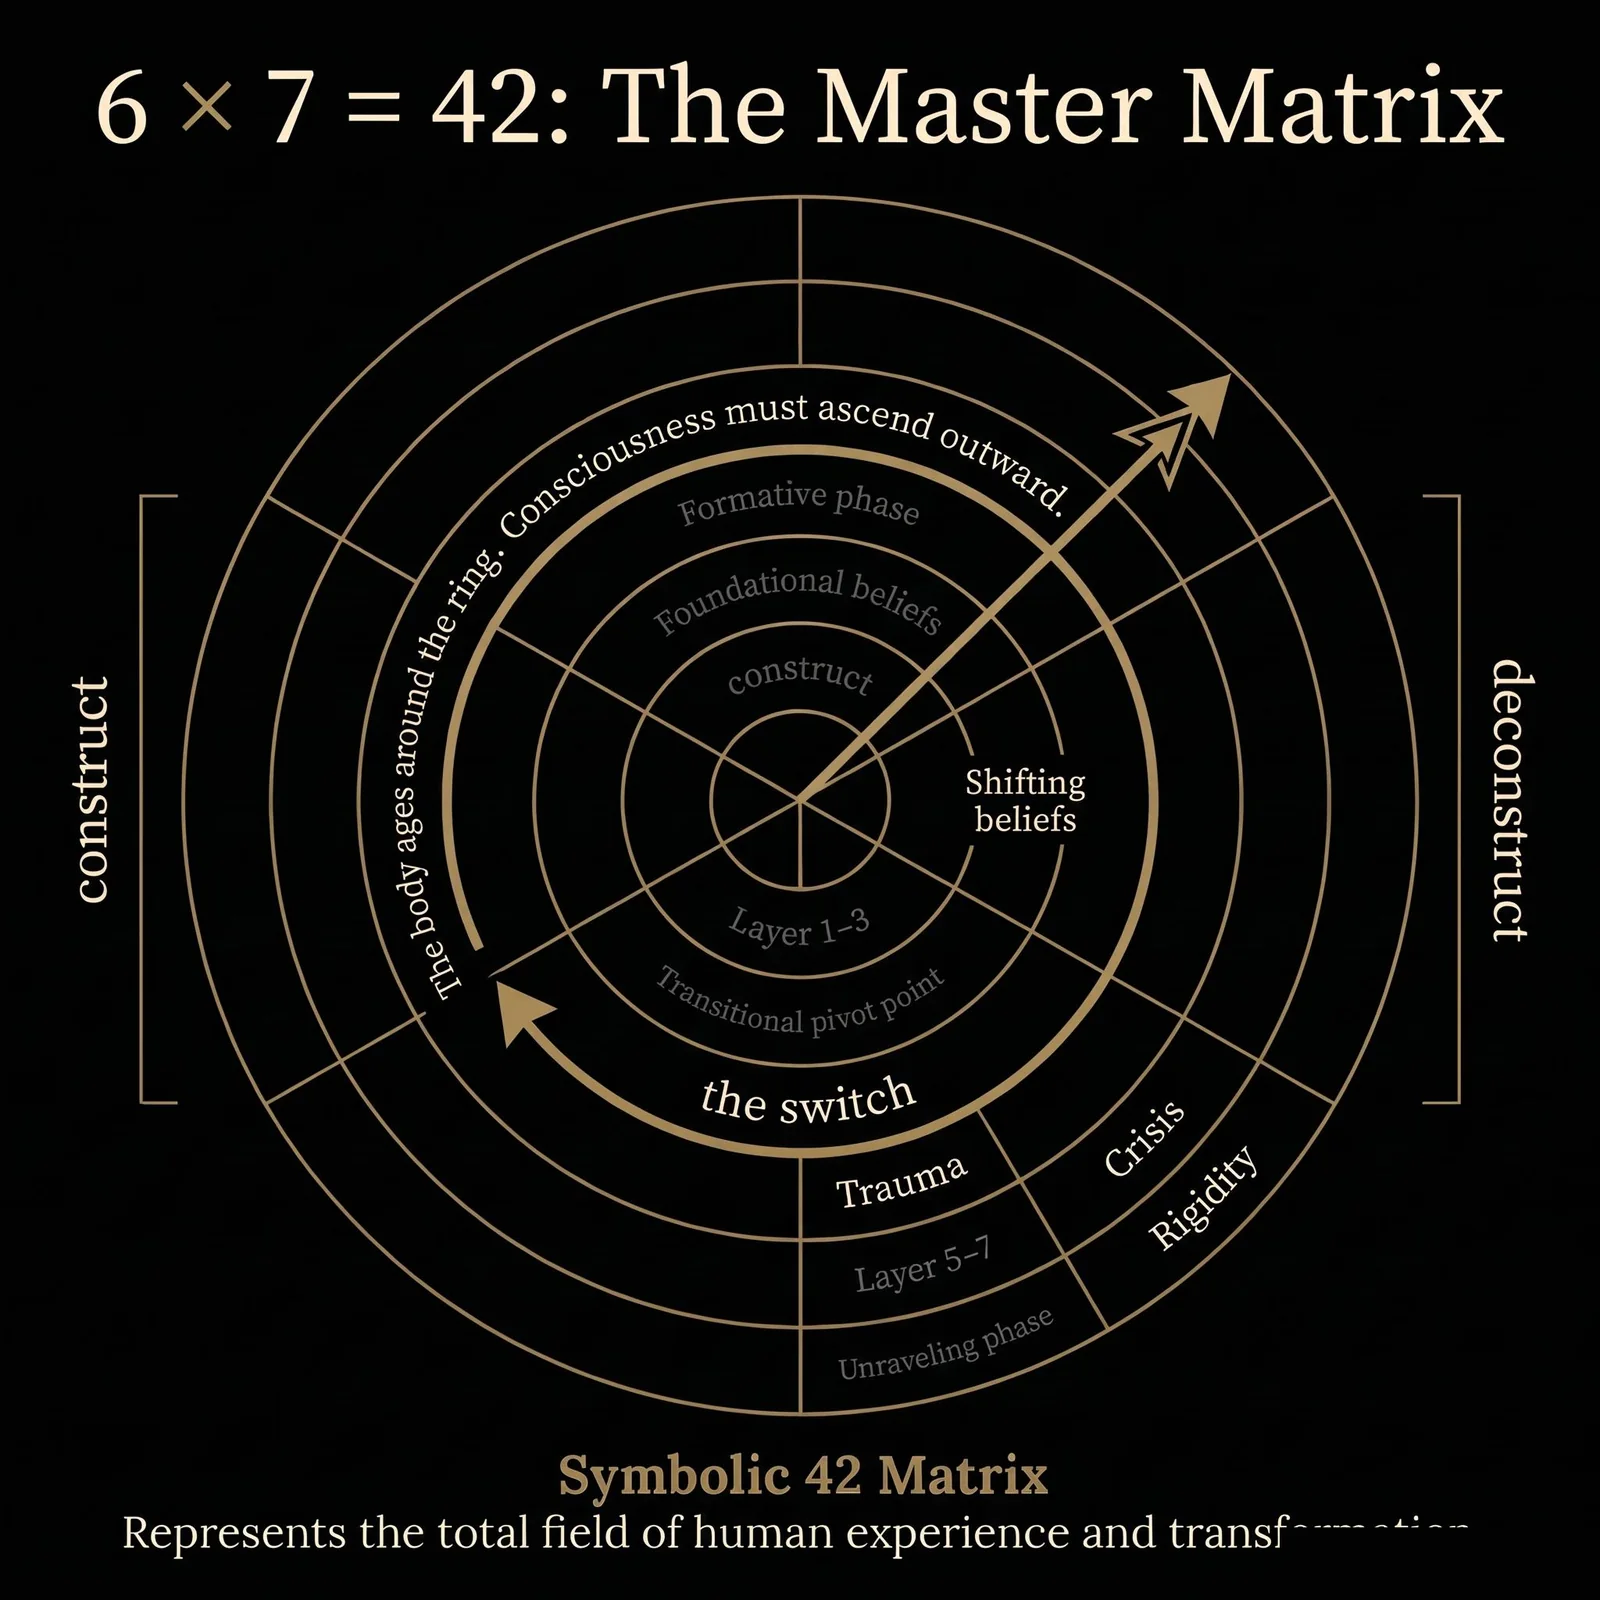 6 × 7 = 42: The Master Matrix
The body ages around the ring. Consciousness must ascend outward.
Formative phase
Foundational beliefs
construct
construct
Shifting
beliefs
deconstruct
Layer 1–3
Transitional pivot point
the switch
Trauma
Crisis
Rigidity
Layer 5–7
Unraveling phase
Symbolic 42 Matrix
Represents the total field of human experience and